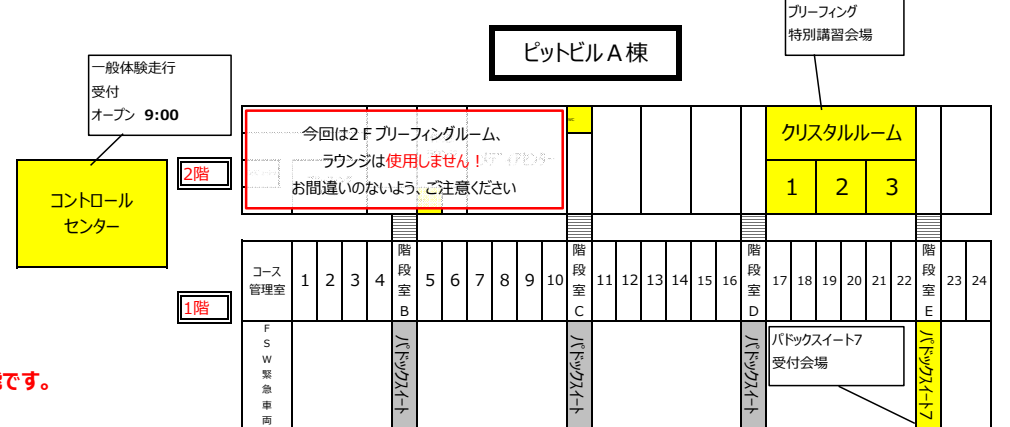 ブリーフィング
特別講習会場
ピットビルA棟
一般体験走行
受付
オープン 9:00
今回は2Fブリーフィングルーム、
ラウンジは使用しません！
お間違いのないよう、ご注意ください
クリスタルルーム
1 2 3
2階
コントロール
センター
コース
管理室
1 2 3 4
階段室B
5 6 7 8 9 10
階段室C
11 12 13 14 15 16
階段室D
17 18 19 20 21 22
階段室E
23 24
1階
FSW緊急車両
パドックスイート
パドックスイート
パドックスイート
パドックスイート7
受付会場
パドックスイート7
です。